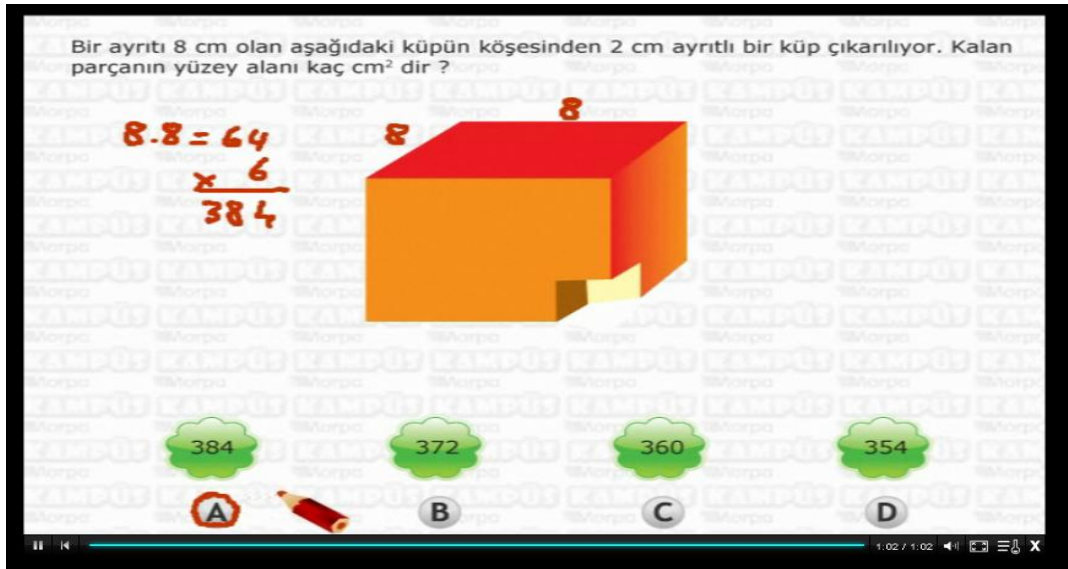 Bir ayrıtı 8 cm olan aşağıdaki küpün köşesinden 2 cm ayrıtlı bir küp çıkarılıyor. Kalan
parçanın yüzey alanı kaç cm² dir ?
8.8=64
x 6
384
8
8
384 372 360 354
A B C D
1:02 / 1:02 X